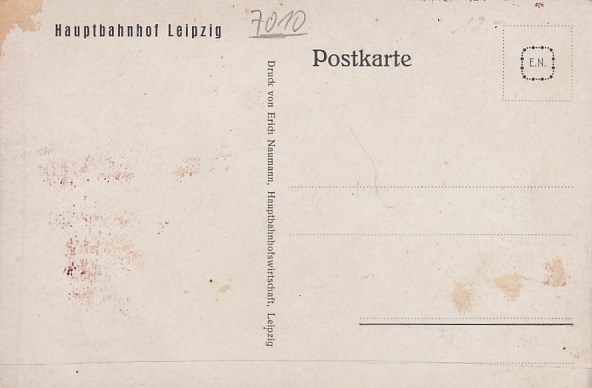 Hauptbahnhof Leipzig
7010
Postkarte
E.N.
Druck von Erich Naumann, Hauptbahnhofswirtschaft, Leipzig